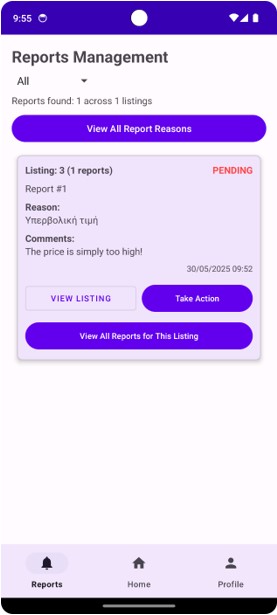 9:55
Reports Management
All
Reports found: 1 across 1 listings
View All Report Reasons
Listing: 3 (1 reports) PENDING
Report #1
Reason:
Υπερβολική τιμή
Comments:
The price is simply too high!
30/05/2025 09:52
VIEW LISTING Take Action
View All Reports for This Listing
Reports Home Profile